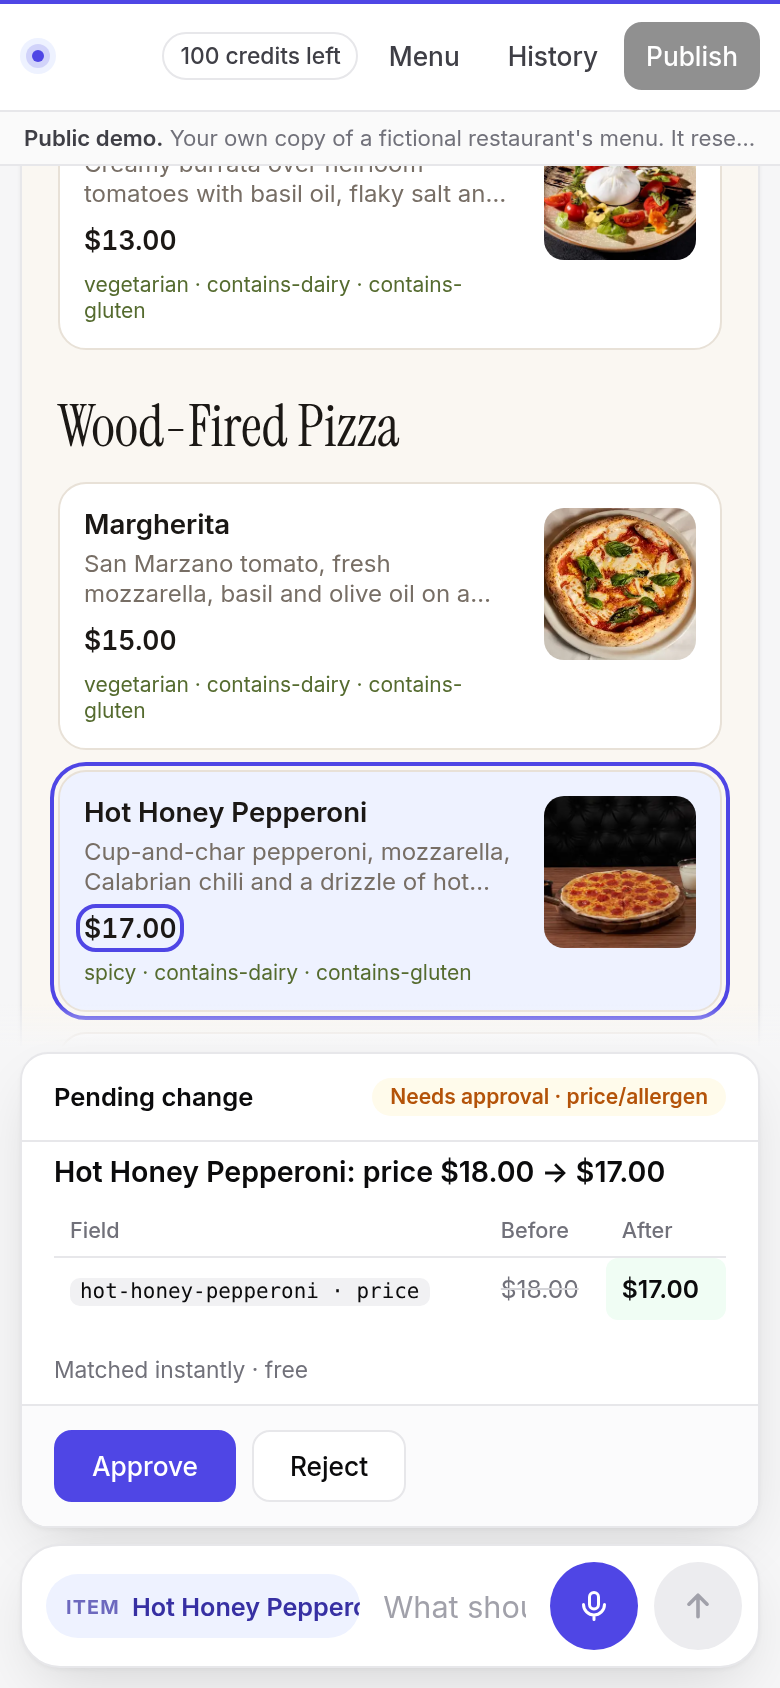 100 credits left
Menu
History
Publish
Public demo. Your own copy of a fictional restaurant's menu. It rese...
Creamy burrata over heirloom
tomatoes with basil oil, flaky salt an...
$13.00
vegetarian · contains-dairy · contains-
gluten
Wood-Fired Pizza
Margherita
San Marzano tomato, fresh
mozzarella, basil and olive oil on a...
$15.00
vegetarian · contains-dairy · contains-
gluten
Hot Honey Pepperoni
Cup-and-char pepperoni, mozzarella,
Calabrian chili and a drizzle of hot...
$17.00
spicy · contains-dairy · contains-gluten
Pending change
Needs approval · price/allergen
Hot Honey Pepperoni: price $18.00 → $17.00
Field Before After
hot-honey-pepperoni · price $18.00 $17.00
Matched instantly · free
Approve
Reject
ITEM Hot Honey Peppero
What shou